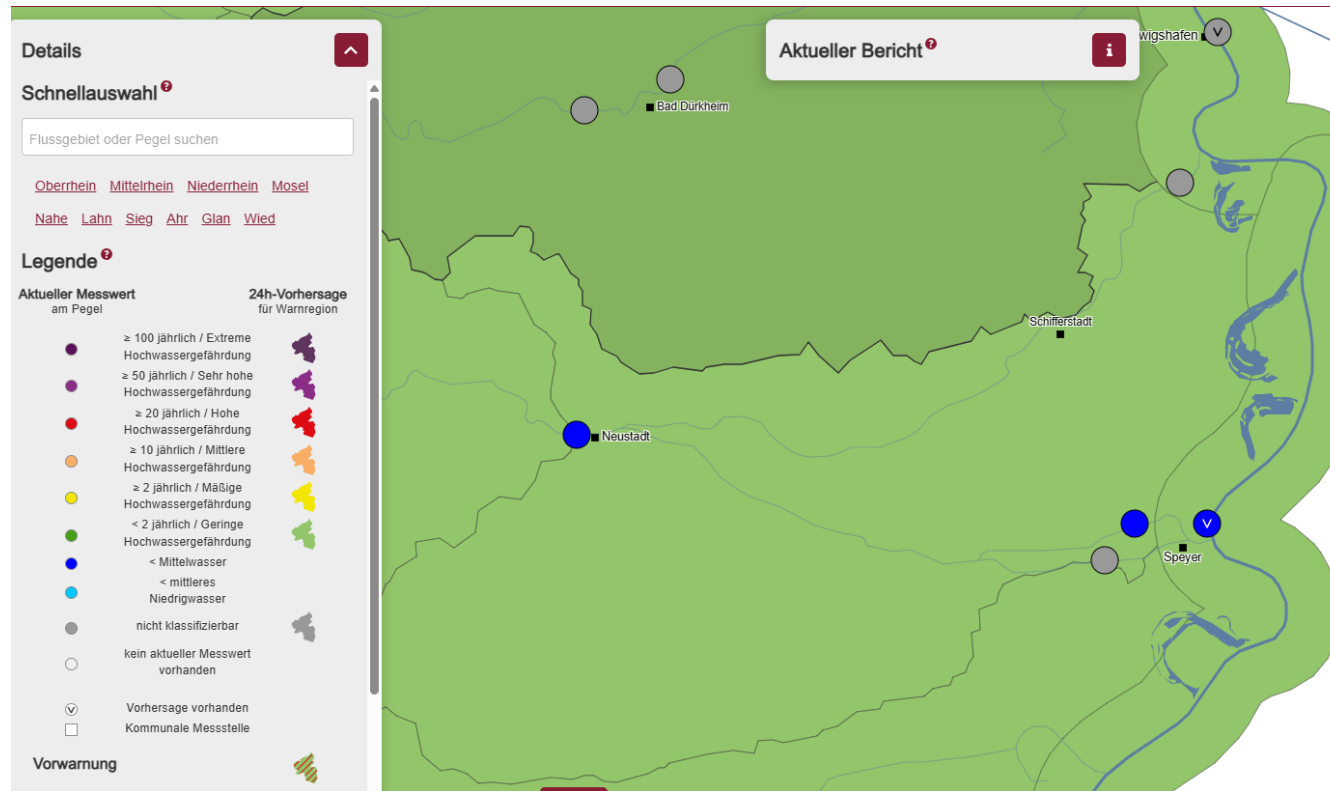 Details
Schnellauswahl ?
Flussgebiet oder Pegel suchen
Oberrhein Mittelrhein Niederrhein Mosel
Nahe Lahn Sieg Ahr Glan Wied
Legende ?
Aktueller Messwert
am Pegel
24h-Vorhersage
für Warnregion
≥ 100 jährlich / Extreme
Hochwassergefährdung
≥ 50 jährlich / Sehr hohe
Hochwassergefährdung
≥ 20 jährlich / Hohe
Hochwassergefährdung
≥ 10 jährlich / Mittlere
Hochwassergefährdung
≥ 2 jährlich / Mäßige
Hochwassergefährdung
< 2 jährlich / Geringe
Hochwassergefährdung
< Mittelwasser
< mittleres
Niedrigwasser
nicht klassifizierbar
kein aktueller Messwert
vorhanden
V Vorhersage vorhanden
Kommunale Messstelle
Vorwarnung
Aktueller Bericht ?
i
wigshafen
V
Bad Dürkheim
Schifferstadt
Neustadt
V
Speyer